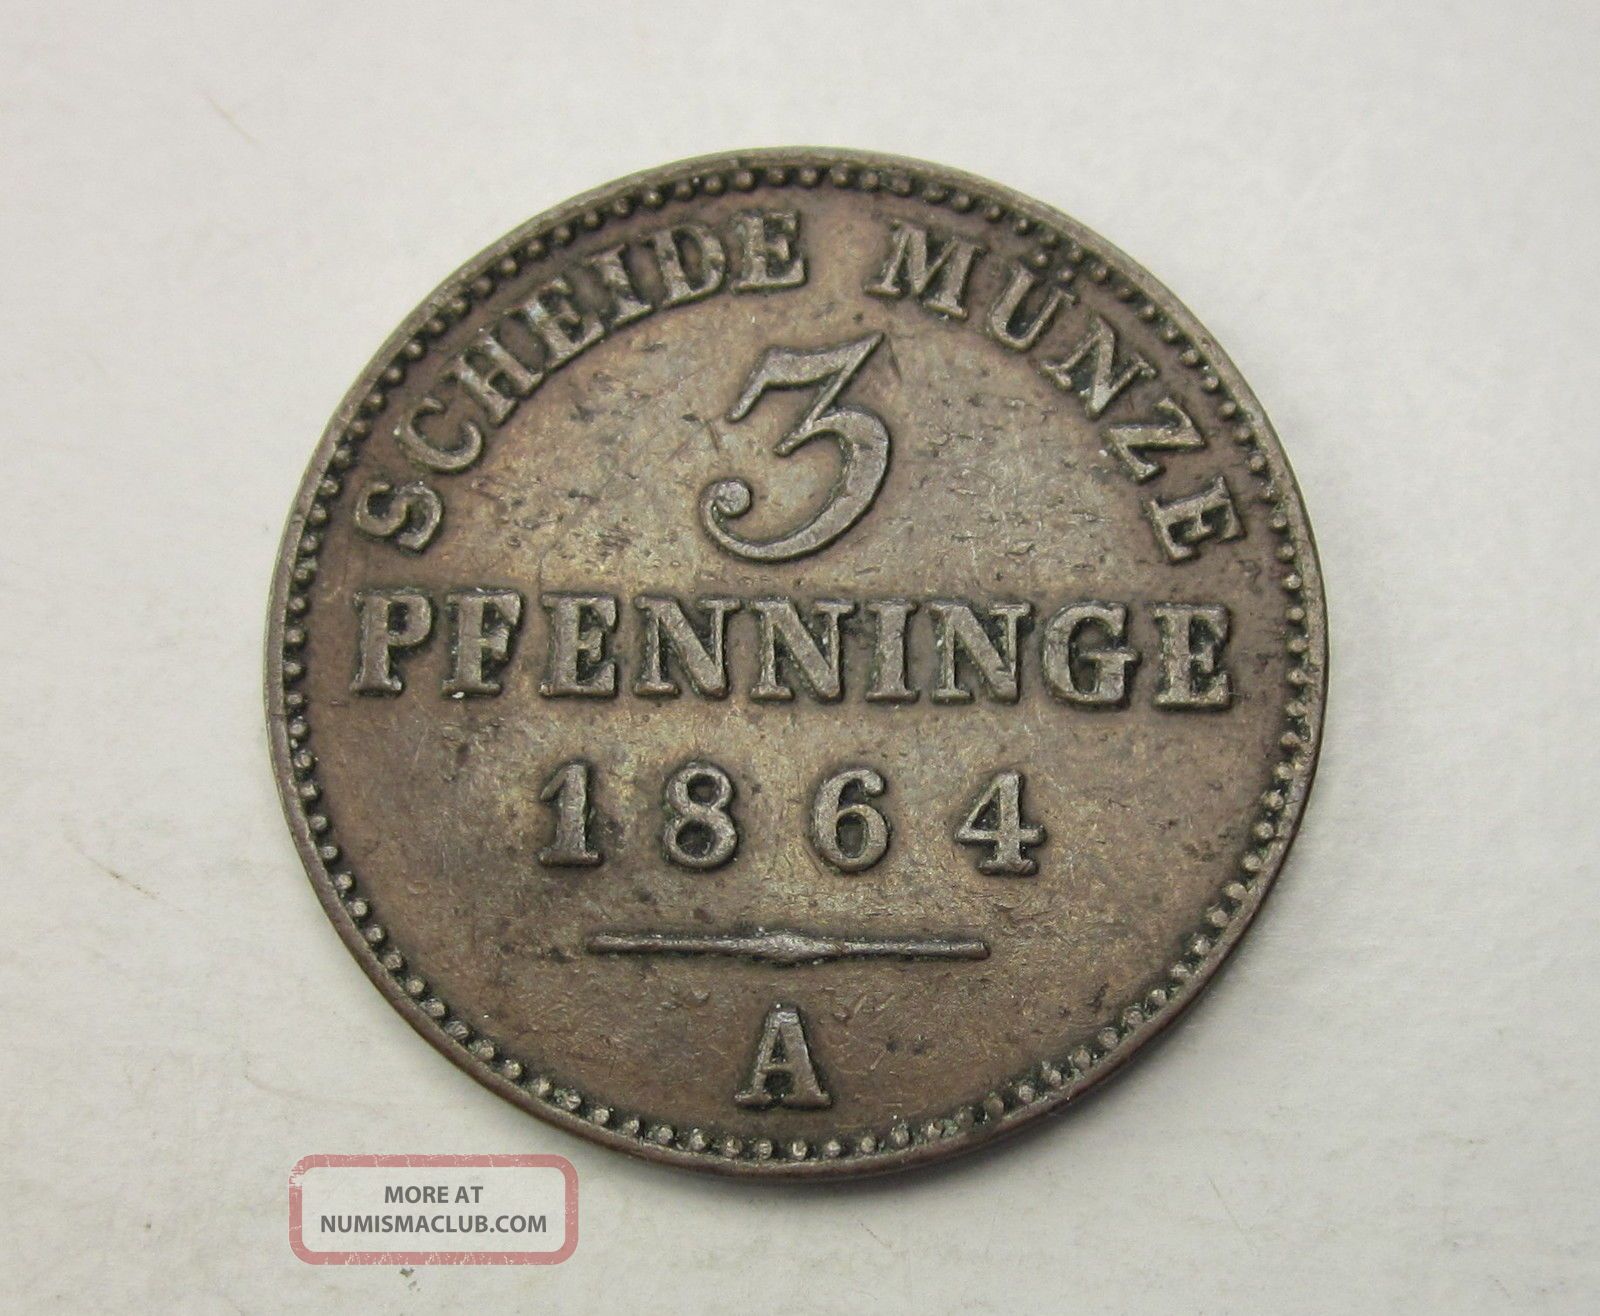 SCHEIDE MÜNZE
3
PFENNINGE
1864
A
MORE AT
NUMISMACLUB.COM